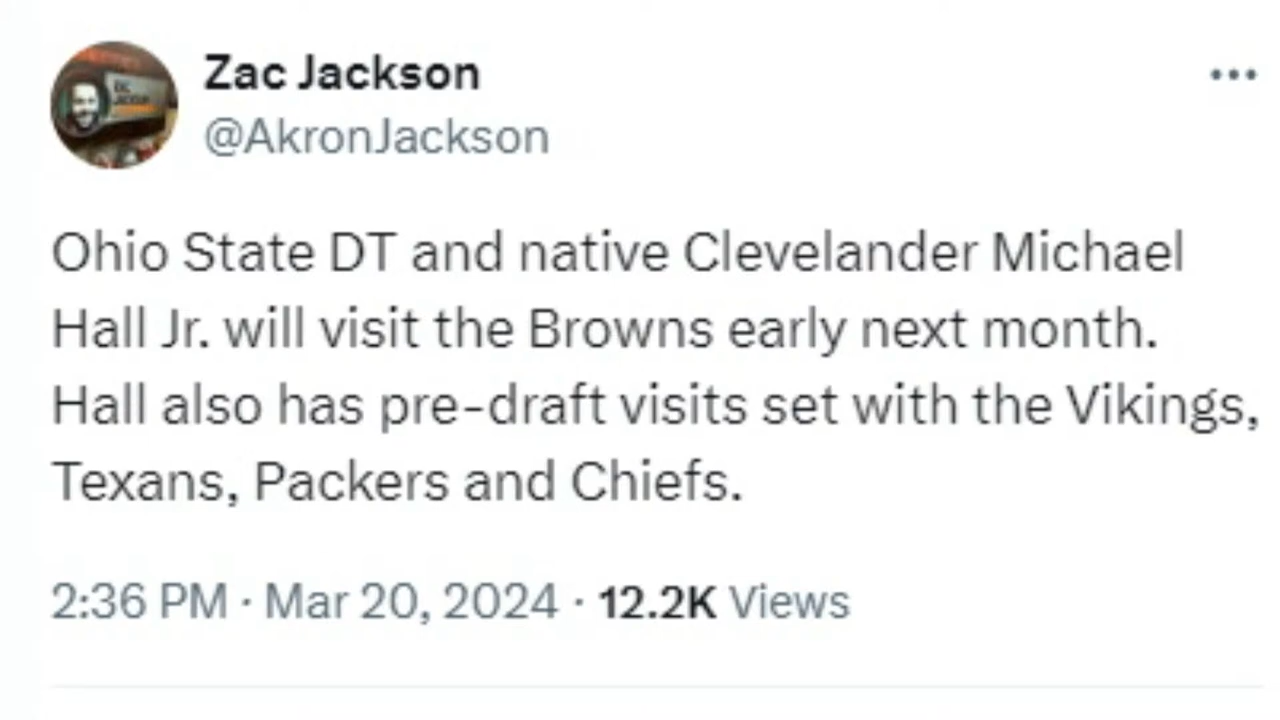 Zac Jackson
@AkronJackson
Ohio State DT and native Clevelander Michael
Hall Jr. will visit the Browns early next month.
Hall also has pre-draft visits set with the Vikings,
Texans, Packers and Chiefs.
2:36 PM · Mar 20, 2024 · 12.2K Views